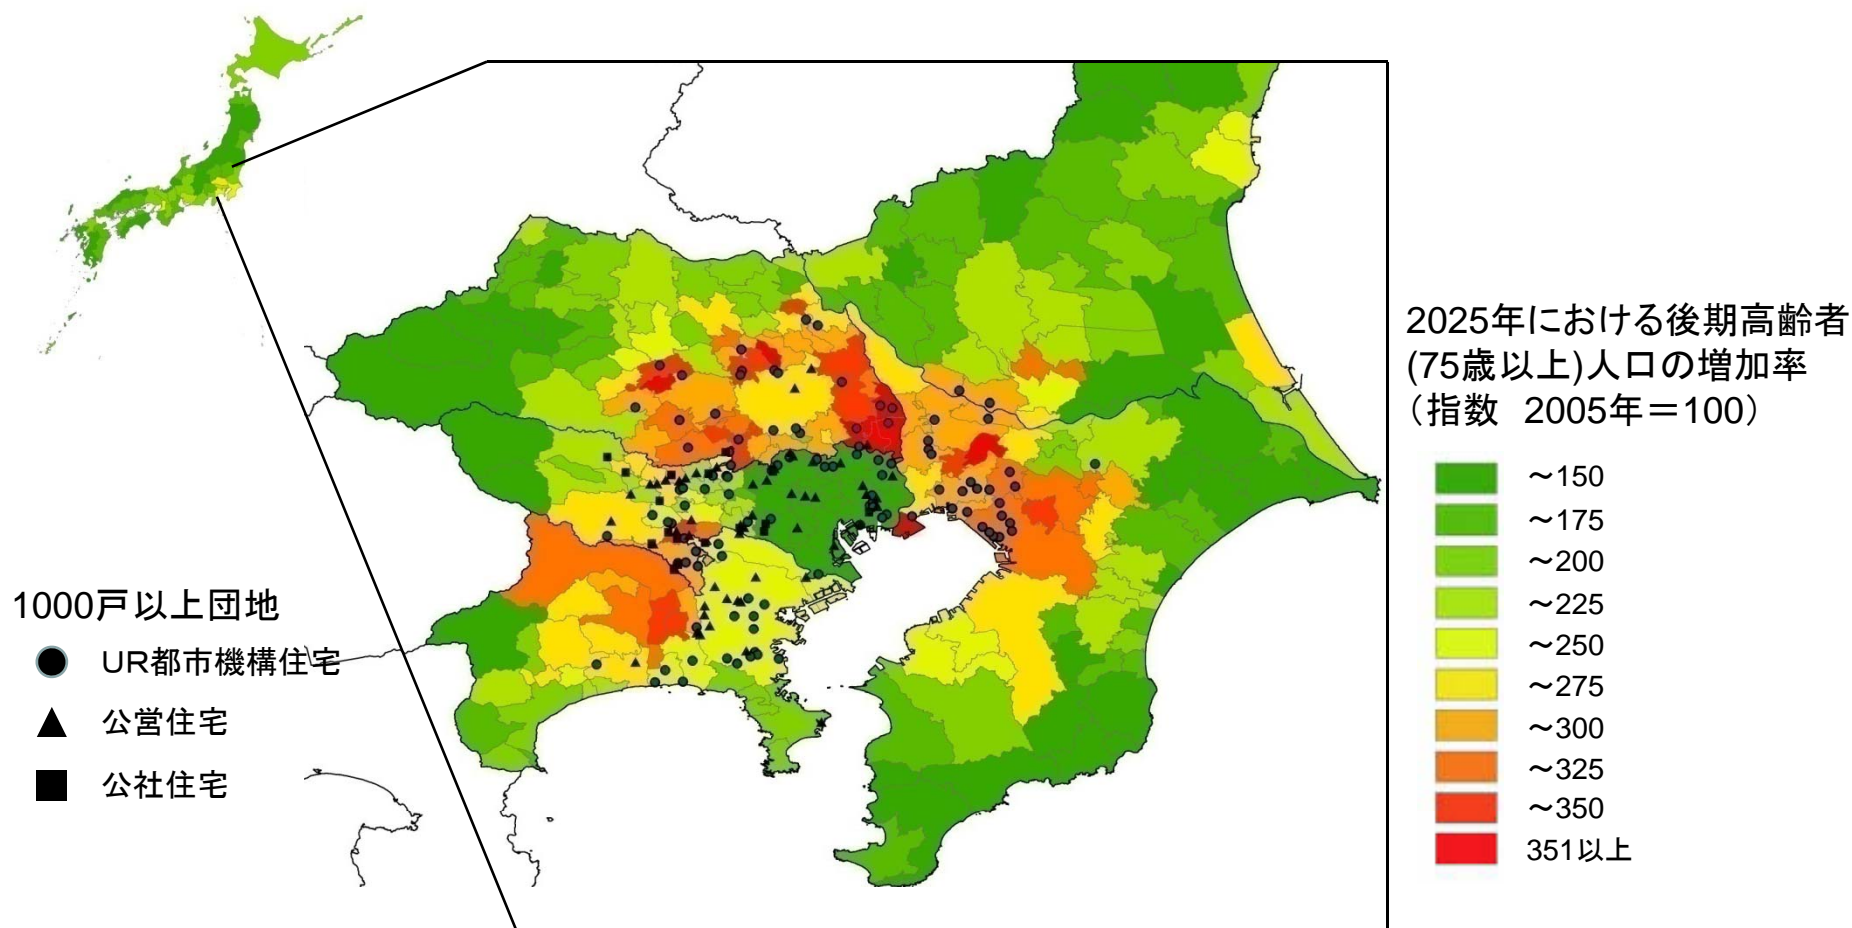 2025年における後期高齢者
(75歳以上)人口の増加率
（指数　2005年＝100）
～150
～175
～200
～225
～250
～275
～300
～325
～350
351以上
1000戸以上団地
UR都市機構住宅
公営住宅
公社住宅